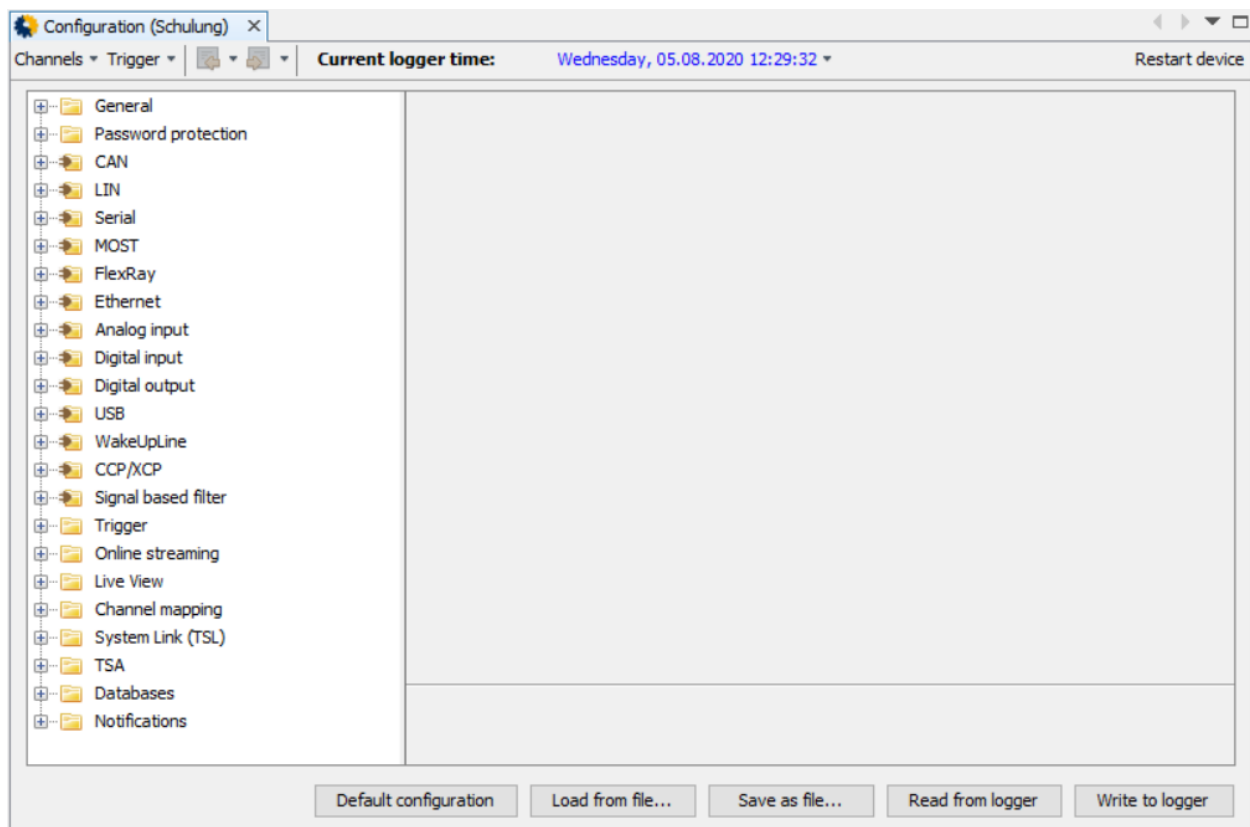 Configuration (Schulung)
Channels Trigger Current logger time: Wednesday, 05.08.2020 12:29:32 Restart device
General
Password protection
CAN
LIN
Serial
MOST
FlexRay
Ethernet
Analog input
Digital input
Digital output
USB
WakeUpLine
CCP/XCP
Signal based filter
Trigger
Online streaming
Live View
Channel mapping
System Link (TSL)
TSA
Databases
Notifications
Default configuration Load from file... Save as file... Read from logger Write to logger